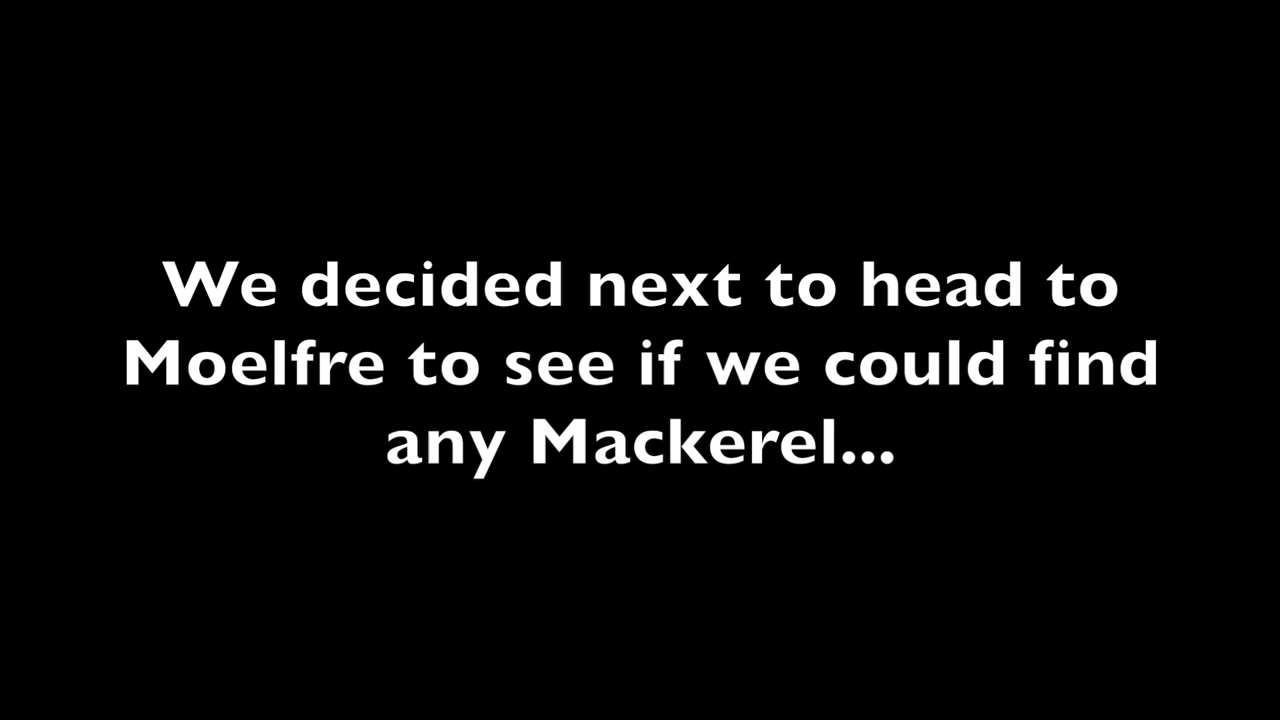 We decided next to head to
Moelfre to see if we could find
any Mackerel...